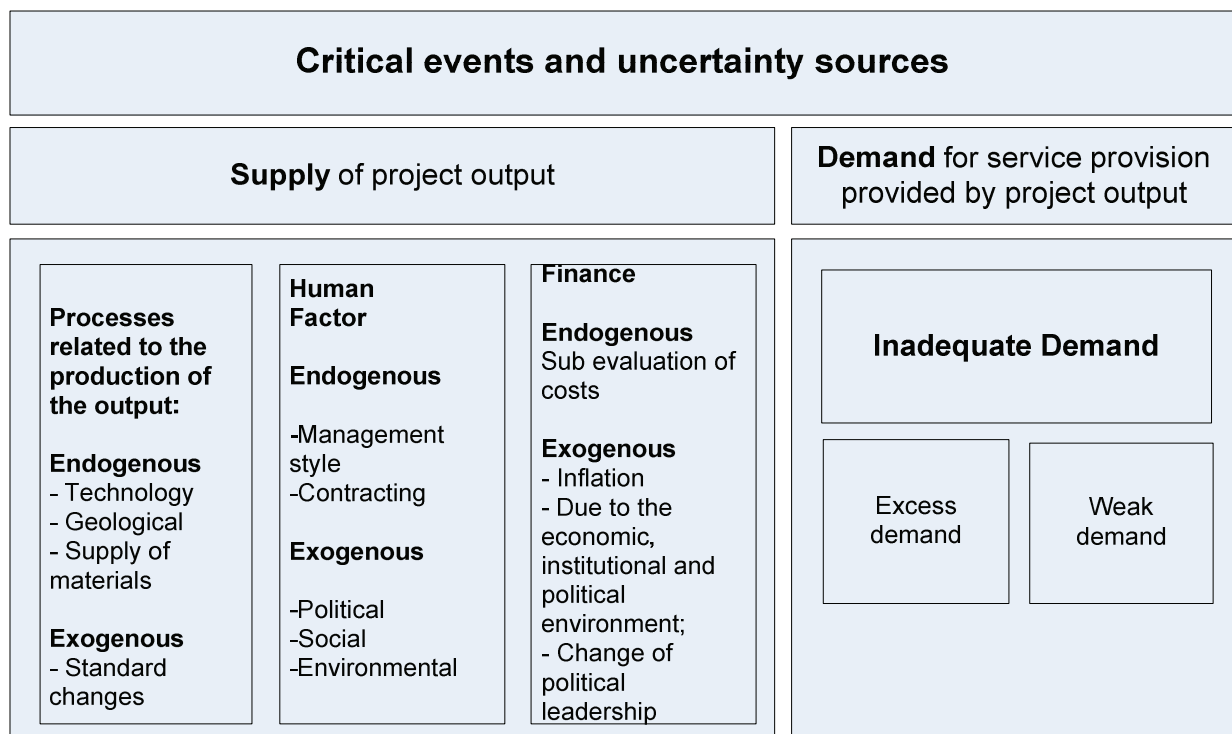 Critical events and uncertainty sources
Supply of project output
Demand for service provision
provided by project output
Processes
related to the
production of
the output:
Endogenous
- Technology
- Geological
- Supply of
materials
Exogenous
- Standard
changes
Human
Factor
Endogenous
-Management
style
-Contracting
Exogenous
-Political
-Social
-Environmental
Finance
Endogenous
Sub evaluation of
costs
Exogenous
- Inflation
- Due to the
economic,
institutional and
political
environment;
- Change of
political
leadership
Inadequate Demand
Excess
demand
Weak
demand